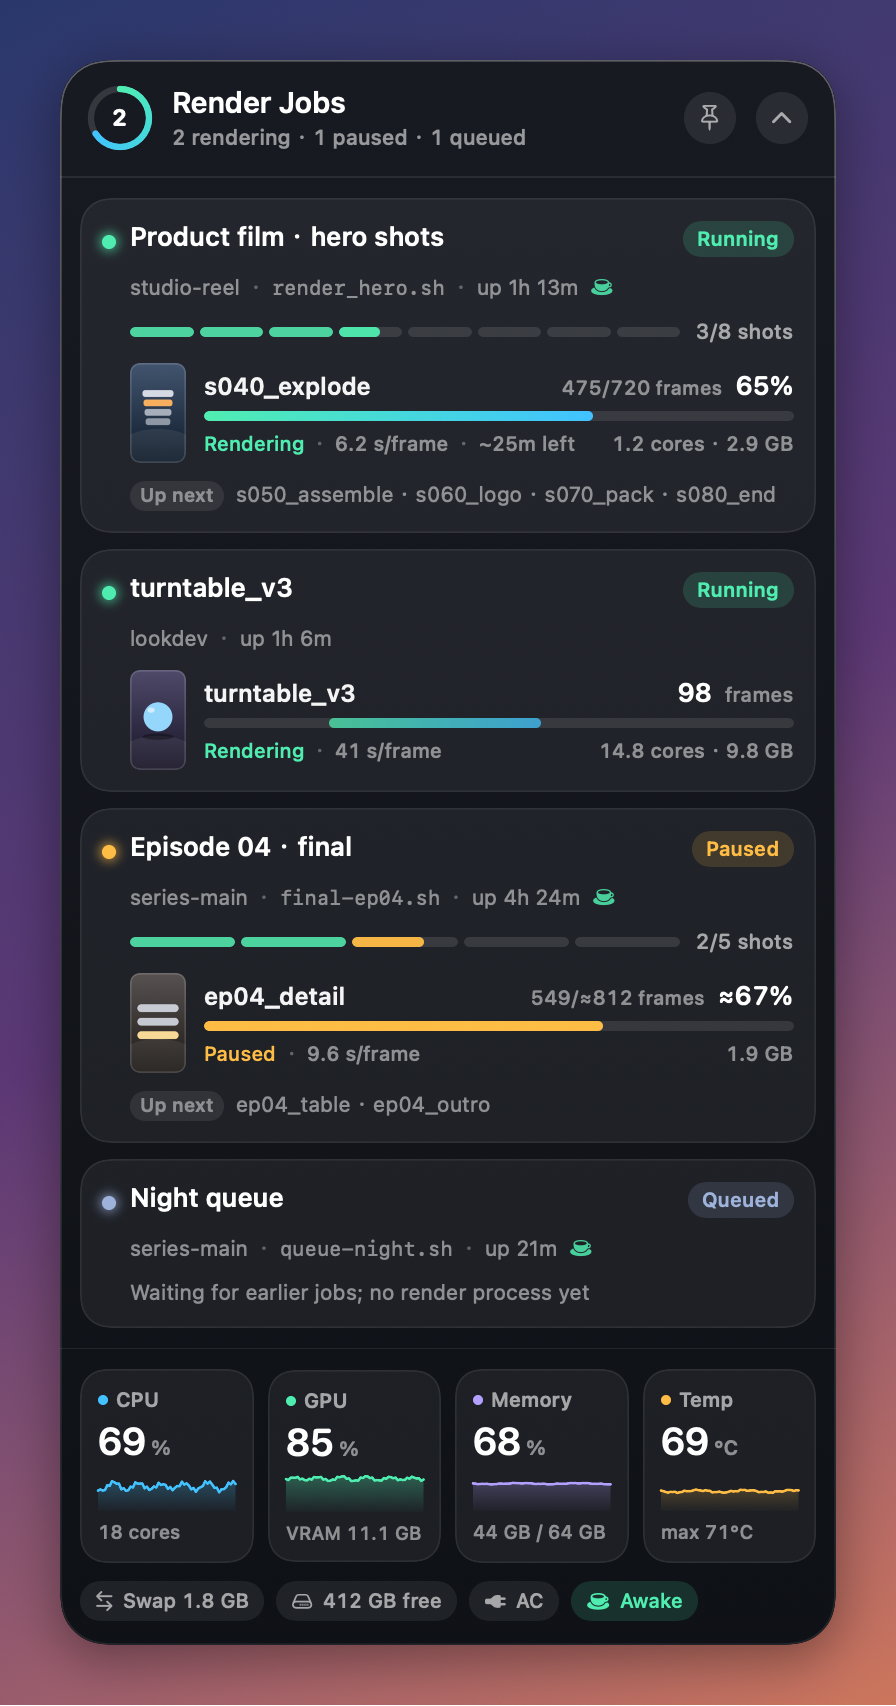 2
Render Jobs
2 rendering · 1 paused · 1 queued
Product film · hero shots
Running
studio-reel · render_hero.sh · up 1h 13m
3/8 shots
s040_explode
475/720 frames 65%
Rendering · 6.2 s/frame · ~25m left 1.2 cores · 2.9 GB
Up next s050_assemble · s060_logo · s070_pack · s080_end
turntable_v3
Running
lookdev · up 1h 6m
turntable_v3
98 frames
Rendering · 41 s/frame 14.8 cores · 9.8 GB
Episode 04 · final
Paused
series-main · final-ep04.sh · up 4h 24m
2/5 shots
ep04_detail
549/≈812 frames ≈67%
Paused · 9.6 s/frame 1.9 GB
Up next ep04_table · ep04_outro
Night queue
Queued
series-main · queue-night.sh · up 21m
Waiting for earlier jobs; no render process yet
CPU
69 %
18 cores
GPU
85 %
VRAM 11.1 GB
Memory
68 %
44 GB / 64 GB
Temp
69 °C
max 71°C
Swap 1.8 GB
412 GB free
AC
Awake